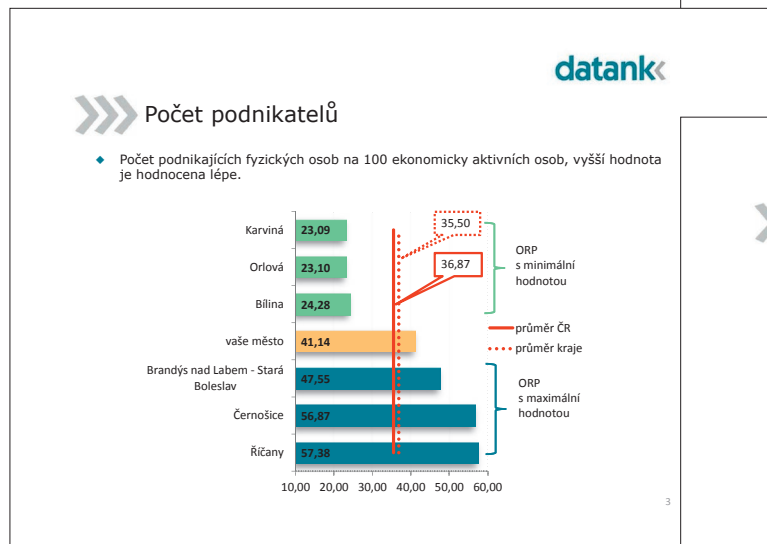 datank
Počet podnikatelů
Počet podnikajících fyzických osob na 100 ekonomicky aktivních osob, vyšší hodnota
je hodnocena lépe.
Karviná
23,09
Orlová
23,10
Bílina
24,28
vaše město
41,14
Brandýs nad Labem - Stará
Boleslav
47,55
Černošice
56,87
Říčany
57,38
35,50
36,87
ORP
s minimální
hodnotou
průměr ČR
průměr kraje
ORP
s maximální
hodnotou
10,00 20,00 30,00 40,00 50,00 60,00
3